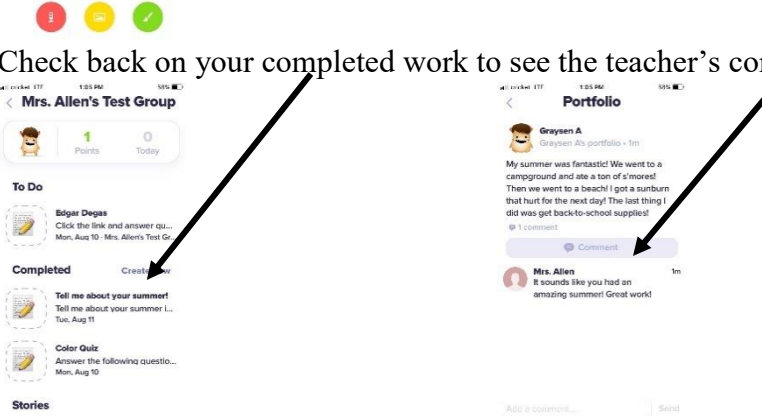 Check back on your completed work to see the teacher's
1:05 PM 58%
Mrs. Allen's Test Group
1
Points
0
Today
To Do
Edgar Degas
Click the link and answer qu...
Mon, Aug 10 - Mrs. Allen's Test Gr...
Completed
Tell me about your summer!
Tell me about your summer i...
Tue, Aug 11
Color Quiz
Answer the following questio...
Mon, Aug 10
Stories
1:05 PM 58%
Portfolio
Graysen A
Graysen A's portfolio • 1m
My summer was fantastic! We went to a
campground and ate a ton of s'mores!
Then we went to a beach! I got a sunburn
that hurt for the next day! The last thing I
did was get back-to-school supplies!
1 comment
Comment
Mrs. Allen 1m
It sounds like you had an
amazing summer! Great work!
Add a comment... Send